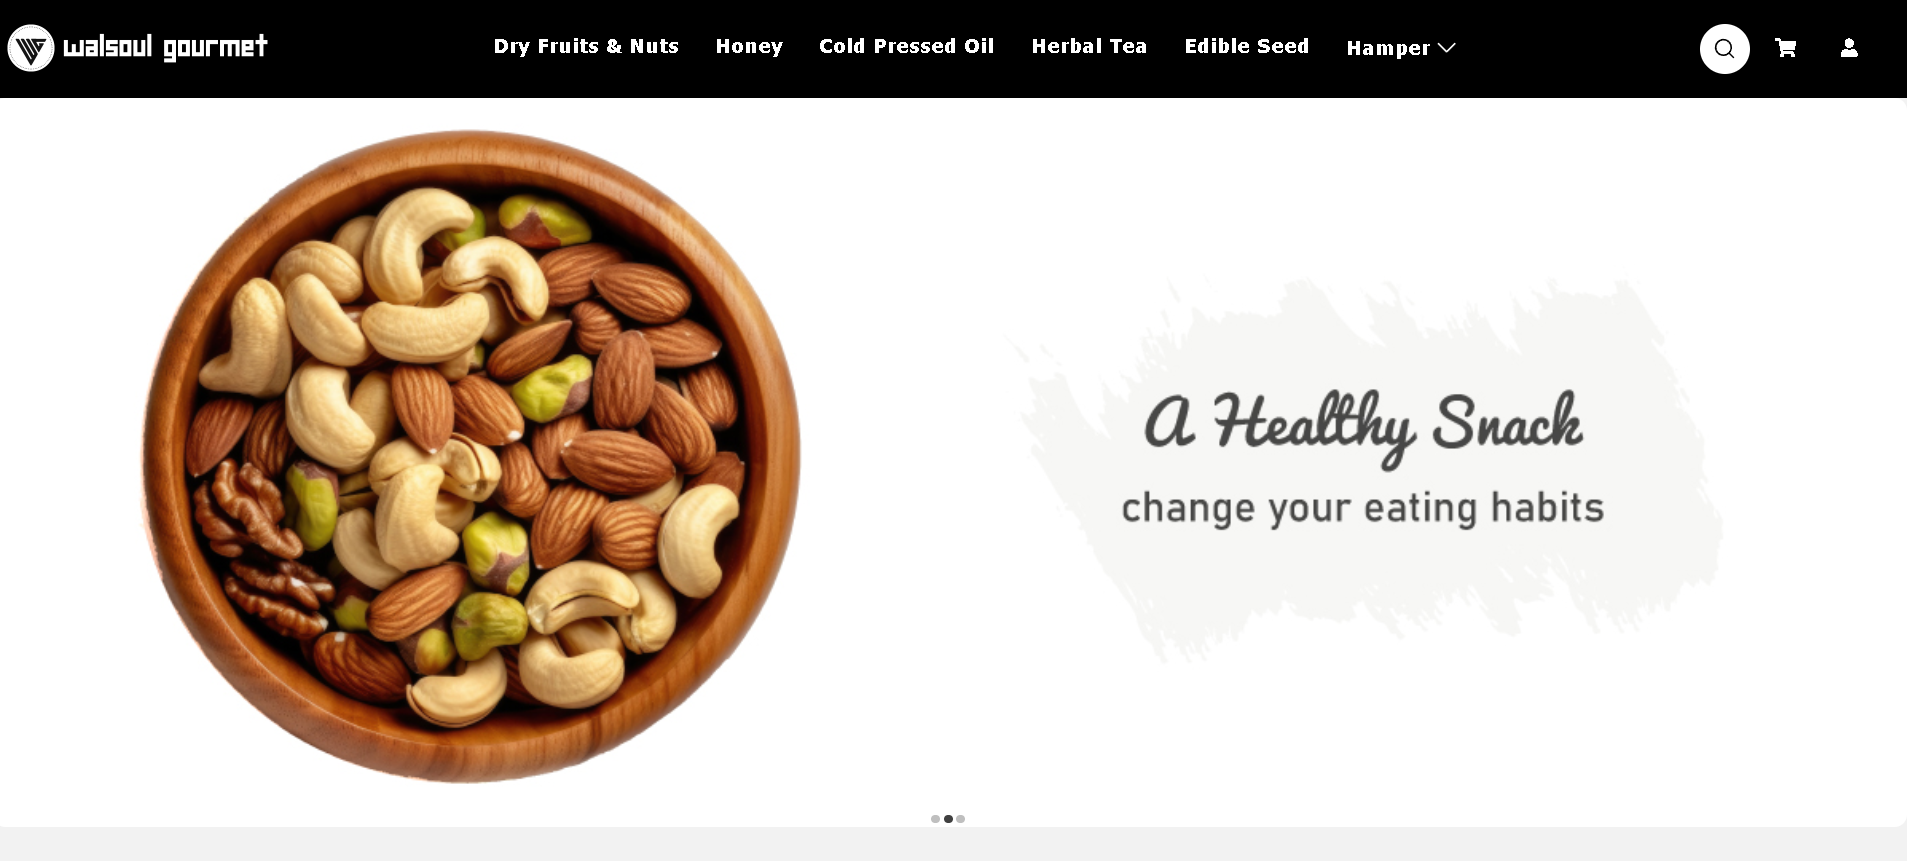 walsoul gourmet
Dry Fruits & Nuts
Honey
Cold Pressed Oil
Herbal Tea
Edible Seed
Hamper
A Healthy Snack
change your eating habits